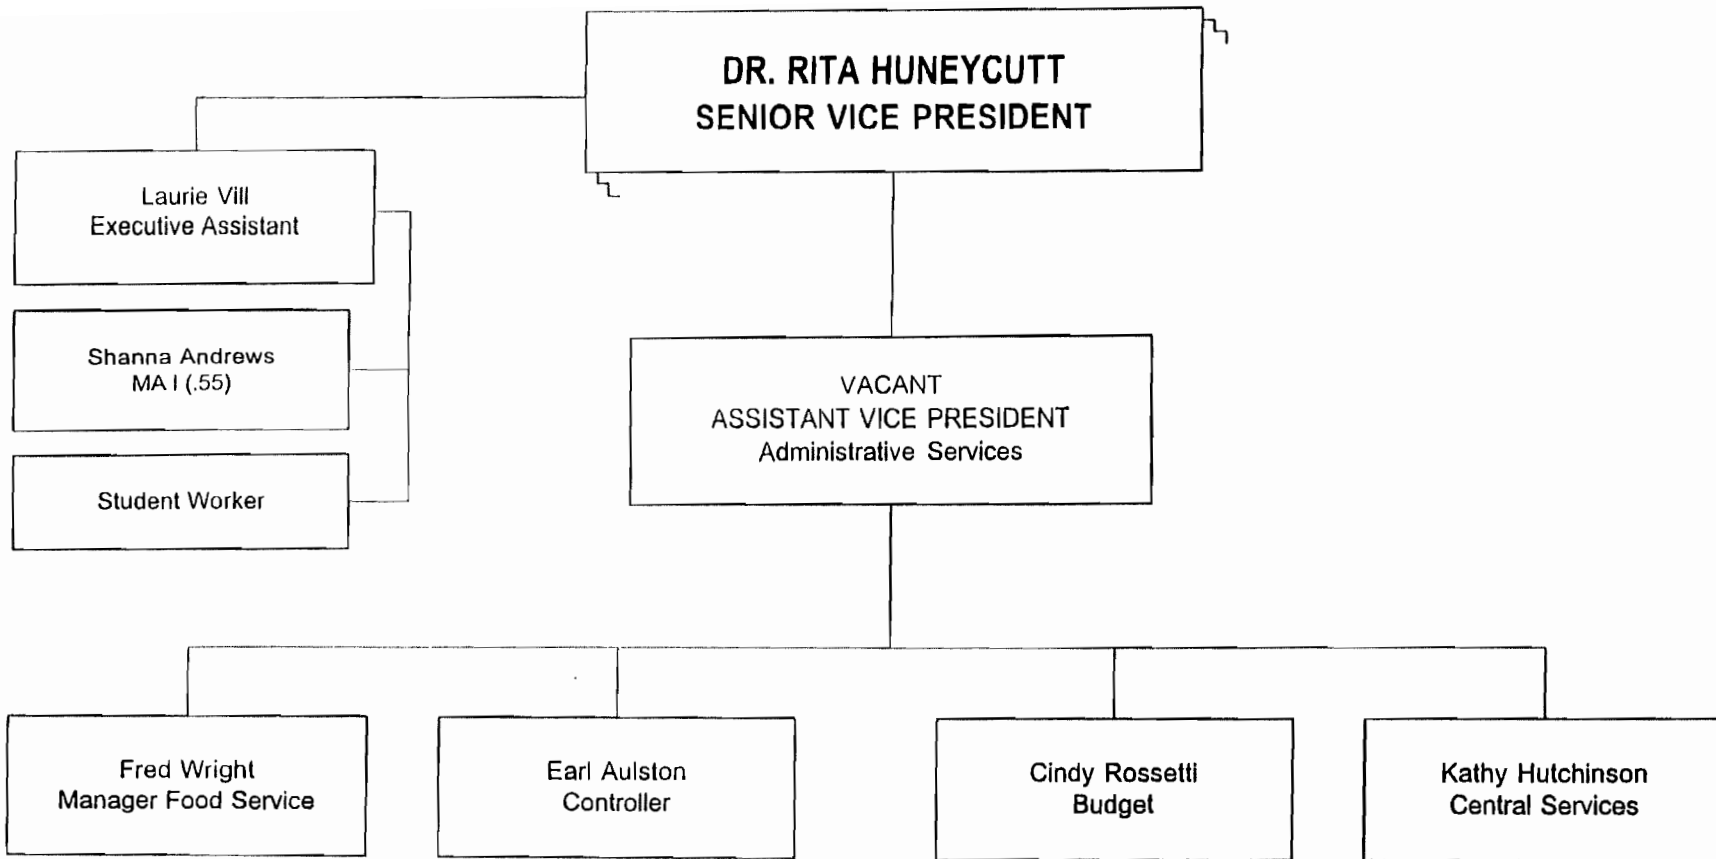 DR. RITA HUNEYCUTT
SENIOR VICE PRESIDENT
Laurie Vill
Executive Assistant
Shanna Andrews
MA I (.55)
Student Worker
VACANT
ASSISTANT VICE PRESIDENT
Administrative Services
Fred Wright
Manager Food Service
Earl Aulston
Controller
Cindy Rossetti
Budget
Kathy Hutchinson
Central Services